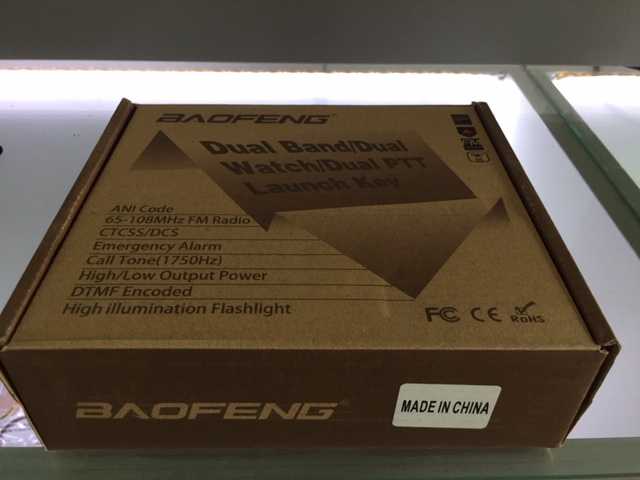 BAOFENG
Dual Band/Dual
Watch/Dual PTT
Launch Key
ANI Code
65-108MHz FM Radio
CTCSS/DCS
Emergency Alarm
Call Tone(1750Hz)
High/Low Output Power
DTMF Encoded
High illumination Flashlight
FC CE RoHS
BAOFENG
MADE IN CHINA